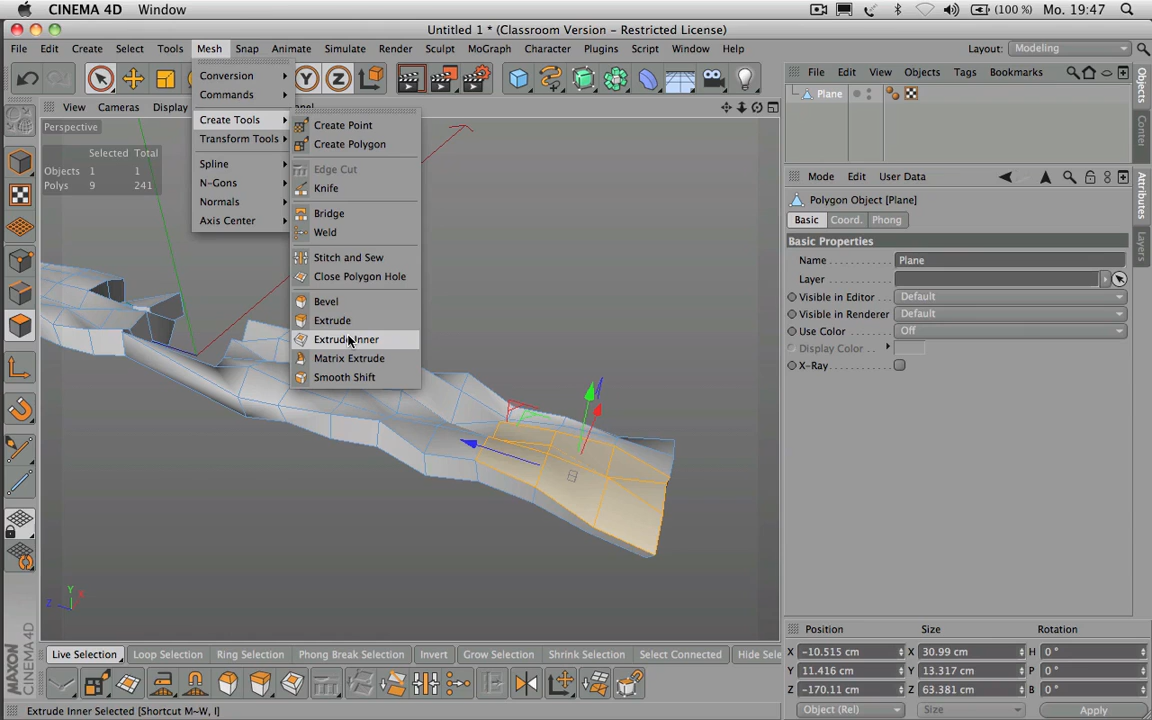 CINEMA 4D Window (100 %) Mo. 19:47
Untitled 1 * (Classroom Version - Restricted License)
File Edit Create Select Tools Mesh Snap Animate Simulate Render Sculpt MoGraph Character Plugins Script Window Help Layout: Modeling
Y Z
View Cameras Display
Perspective
Selected Total
Objects 1 1
Polys 9 241
Conversion
Commands
Create Tools
Transform Tools
Spline
N-Gons
Normals
Axis Center
Create Point
Create Polygon
Edge Cut
Knife
Bridge
Weld
Stitch and Sew
Close Polygon Hole
Bevel
Extrude
Extrude Inner
Matrix Extrude
Smooth Shift
File Edit View Objects Tags Bookmarks
Plane
Objects
Attributes
Layers
Mode Edit User Data
Polygon Object [Plane]
Basic Coord. Phong
Basic Properties
Name Plane
Layer
Visible in Editor Default
Visible in Renderer Default
Use Color Off
Display Color
X-Ray
Y
X
Z
Live Selection Loop Selection Ring Selection Phong Break Selection Invert Grow Selection Shrink Selection Select Connected Hide Sele
Position Size Rotation
X -10.515 cm X 30.99 cm H 0 °
Y 11.416 cm Y 13.317 cm P 0 °
Z -170.11 cm Z 63.381 cm B 0 °
Object (Rel) Size Apply
MAXON CINEMA 4D
Extrude Inner Selected [Shortcut M~W, I]